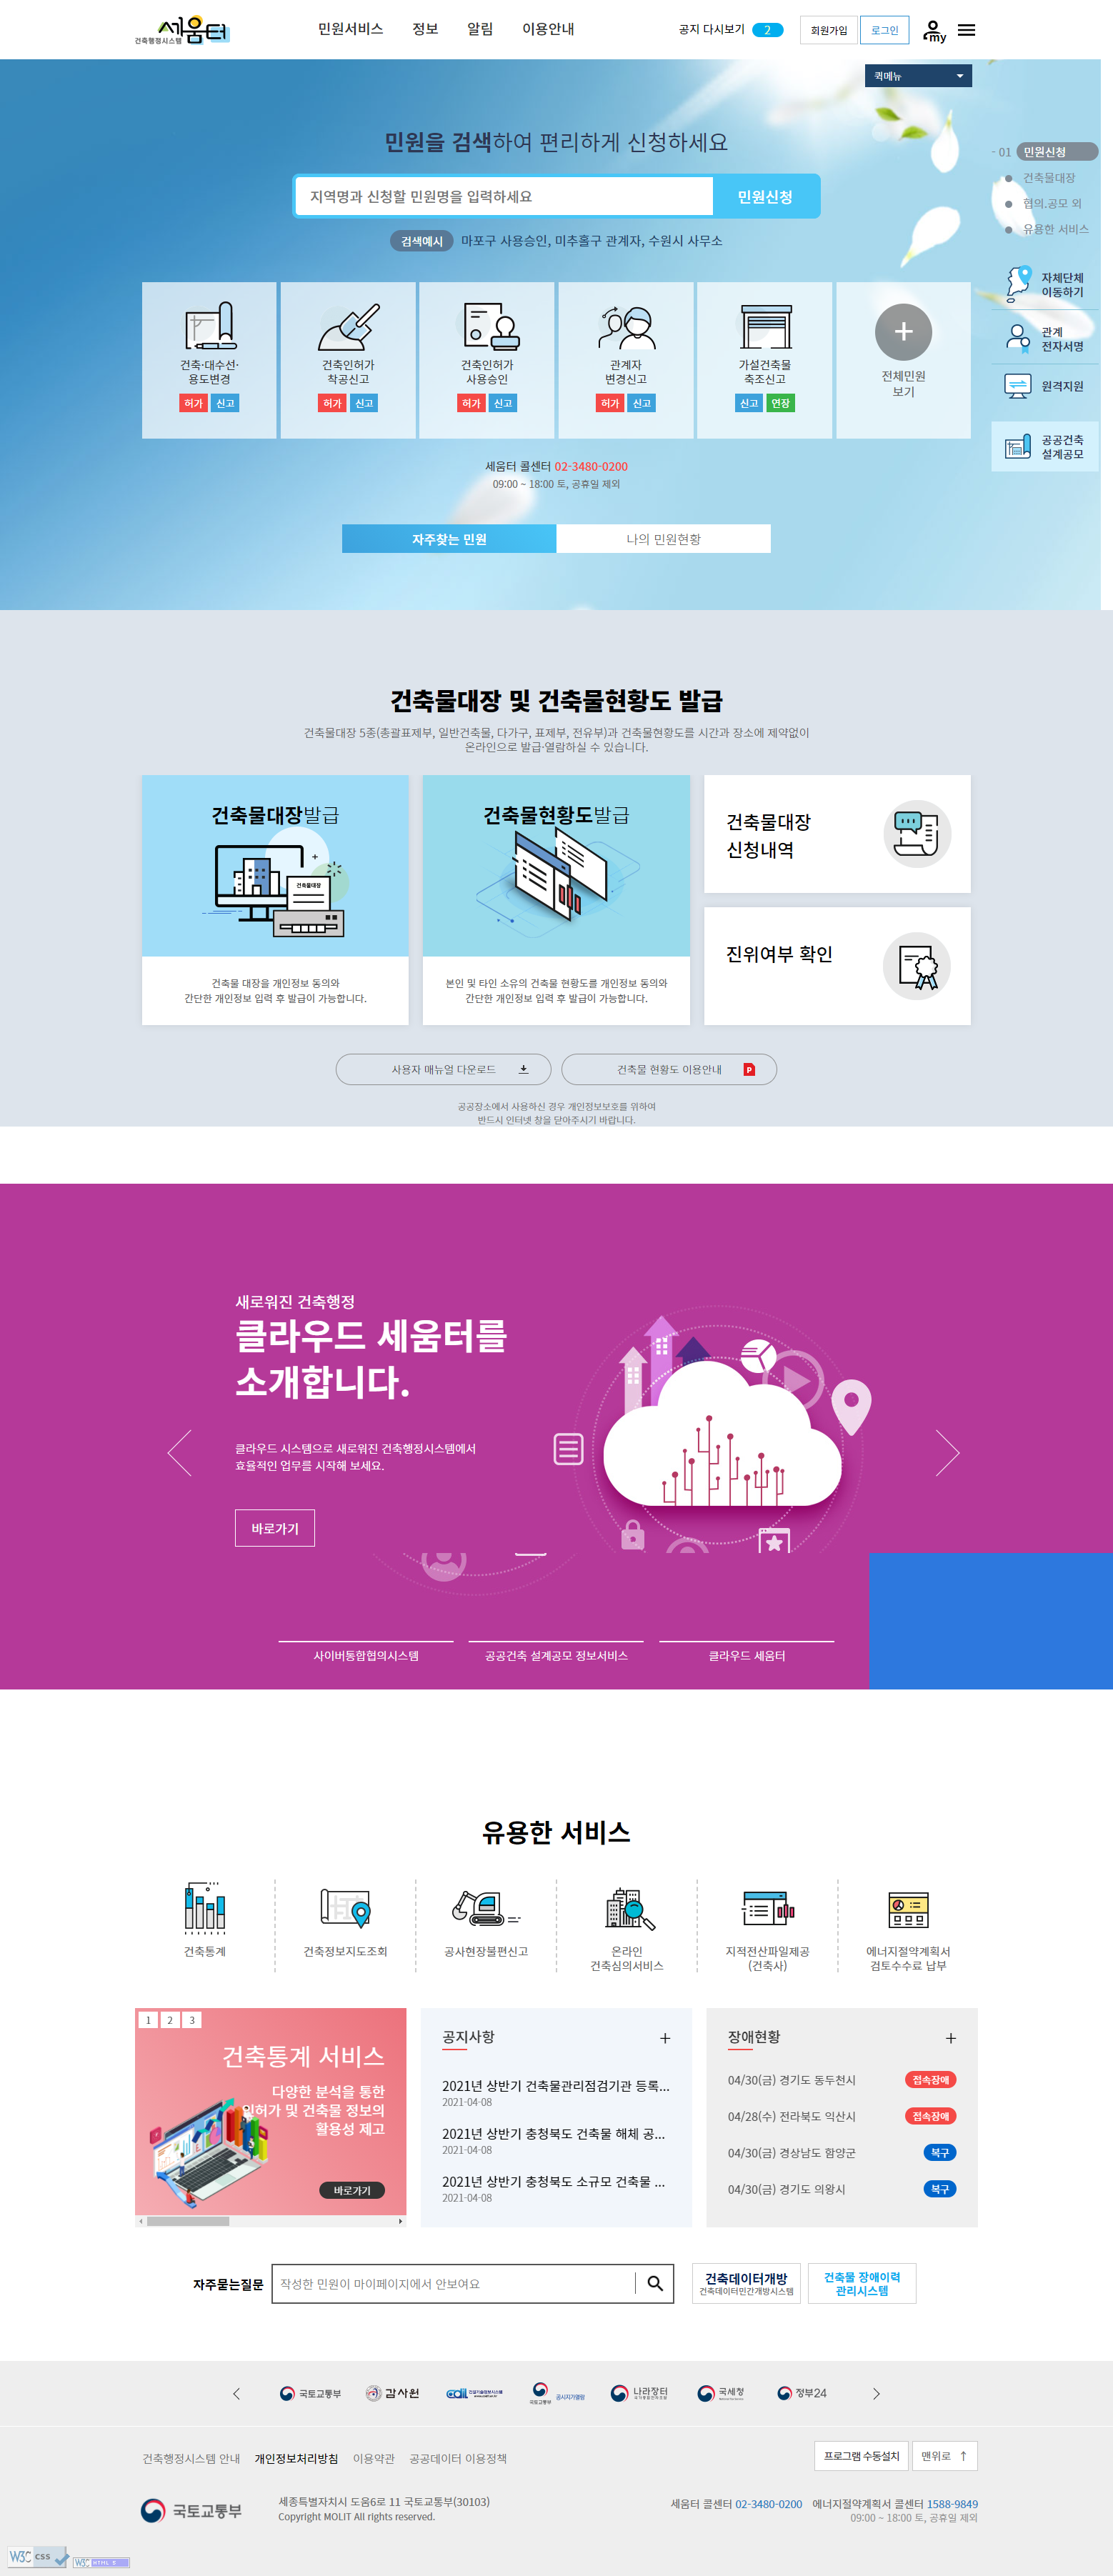 건축행정시스템 세움터
민원서비스 정보 알림 이용안내
공지 다시보기 2
회원가입 로그인 my
퀵메뉴
민원을 검색하여 편리하게 신청하세요
지역명과 신청할 민원명을 입력하세요 민원신청
검색예시 마포구 사용승인, 미추홀구 관계자, 수원시 사무소
- 01 민원신청
건축물대장
협의.공모 외
유용한 서비스
자체단체
이동하기
관계
전자서명
원격지원
공공건축
설계공모
건축·대수선·
용도변경
허가 신고
건축인허가
착공신고
허가 신고
건축인허가
사용승인
허가 신고
관계자
변경신고
허가 신고
가설건축물
축조신고
신고 연장
전체민원
보기
세움터 콜센터 02-3480-0200
09:00 ~ 18:00 토, 공휴일 제외
자주찾는 민원 나의 민원현황
건축물대장 및 건축물현황도 발급
건축물대장 5종(총괄표제부, 일반건축물, 다가구, 표제부, 전유부)과 건축물현황도를 시간과 장소에 제약없이
온라인으로 발급·열람하실 수 있습니다.
건축물대장발급
건축물대장
건축물 대장을 개인정보 동의와
간단한 개인정보 입력 후 발급이 가능합니다.
건축물현황도발급
본인 및 타인 소유의 건축물 현황도를 개인정보 동의와
간단한 개인정보 입력 후 발급이 가능합니다.
건축물대장
신청내역
진위여부 확인
사용자 매뉴얼 다운로드
건축물 현황도 이용안내 P
공공장소에서 사용하신 경우 개인정보보호를 위하여
반드시 인터넷 창을 닫아주시기 바랍니다.
새로워진 건축행정
클라우드 세움터를
소개합니다.
클라우드 시스템으로 새로워진 건축행정시스템에서
효율적인 업무를 시작해 보세요.
바로가기
사이버통합협의시스템 공공건축 설계공모 정보서비스 클라우드 세움터
유용한 서비스
건축통계
건축정보지도조회
공사현장불편신고
온라인
건축심의서비스
지적전산파일제공
(건축사)
에너지절약계획서
검토수수료 납부
1 2 3
건축통계 서비스
다양한 분석을 통한
인허가 및 건축물 정보의
활용성 제고
바로가기
공지사항
2021년 상반기 건축물관리점검기관 등록...
2021-04-08
2021년 상반기 충청북도 건축물 해체 공...
2021-04-08
2021년 상반기 충청북도 소규모 건축물 ...
2021-04-08
장애현황
04/30(금) 경기도 동두천시 접속장애
04/28(수) 전라북도 익산시 접속장애
04/30(금) 경상남도 함양군 복구
04/30(금) 경기도 의왕시 복구
자주묻는질문 작성한 민원이 마이페이지에서 안보여요
건축데이터개방
건축데이터민간개방시스템
건축물 장애이력
관리시스템
국토교통부
감사원
건설기술정보시스템
국토교통부 공시지가열람
나라장터
국세청
정부24
건축행정시스템 안내 개인정보처리방침 이용약관 공공데이터 이용정책
프로그램 수동설치 맨위로 ↑
국토교통부
세종특별자치시 도움6로 11 국토교통부(30103)
Copyright MOLIT All rights reserved.
세움터 콜센터 02-3480-0200 에너지절약계획서 콜센터 1588-9849
09:00 ~ 18:00 토, 공휴일 제외
W3C css
W3C HTML